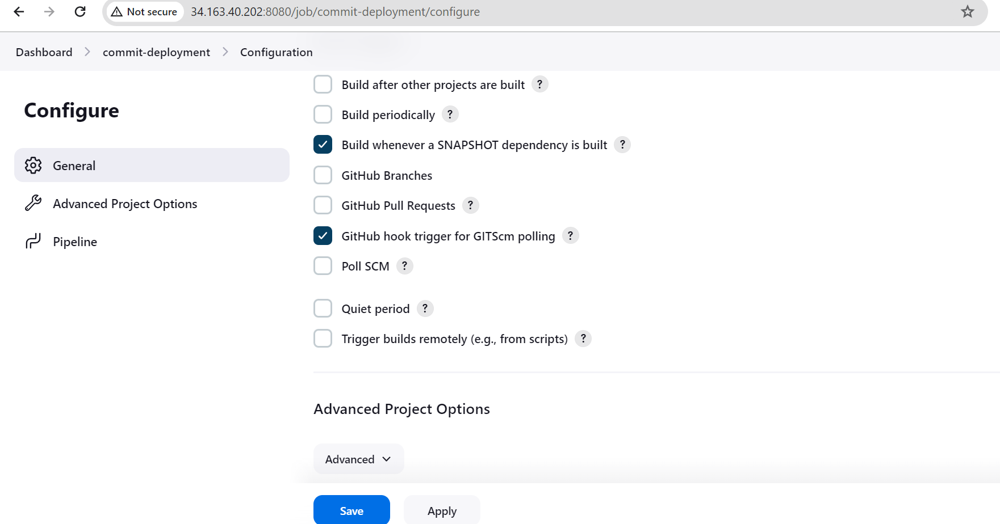 Not secure 34.163.40.202:8080/job/commit-deployment/configure
Dashboard commit-deployment Configuration
Configure
General
Advanced Project Options
Pipeline
Build after other projects are built ?
Build periodically ?
Build whenever a SNAPSHOT dependency is built ?
GitHub Branches
GitHub Pull Requests ?
GitHub hook trigger for GITScm polling ?
Poll SCM ?
Quiet period ?
Trigger builds remotely (e.g., from scripts) ?
Advanced Project Options
Advanced
Save Apply